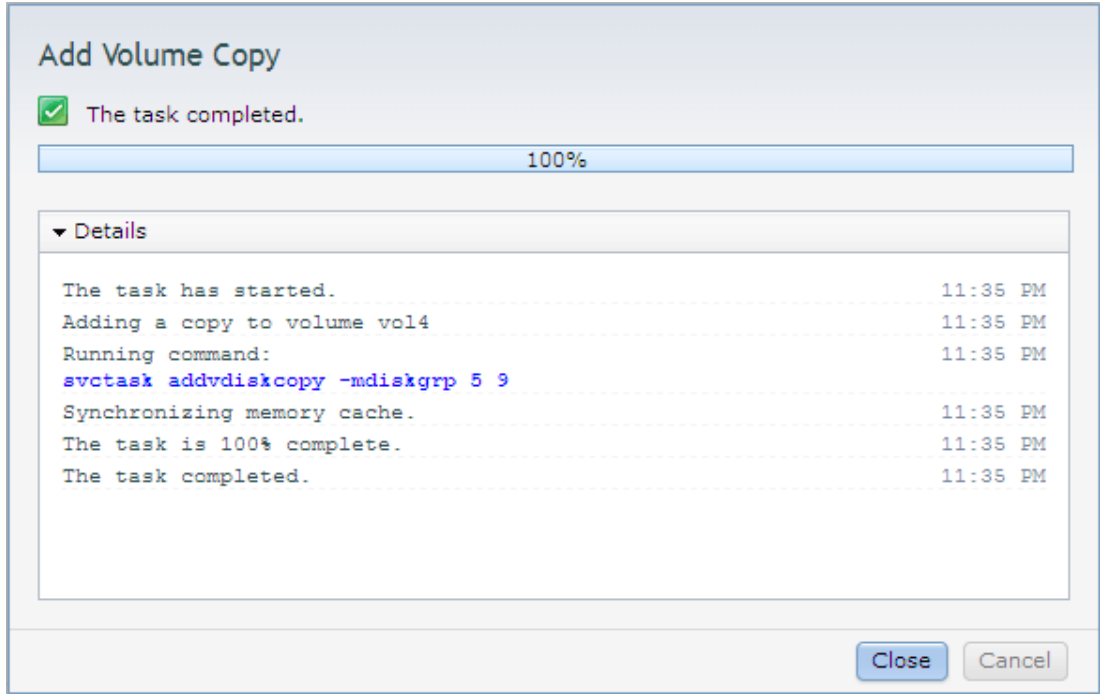 Add Volume Copy
The task completed.
100%
Details
The task has started. 11:35 PM
Adding a copy to volume vol4 11:35 PM
Running command: 11:35 PM
svctask addvdiskcopy -mdiskgrp 5 9
Synchronizing memory cache. 11:35 PM
The task is 100% complete. 11:35 PM
The task completed. 11:35 PM
Close Cancel